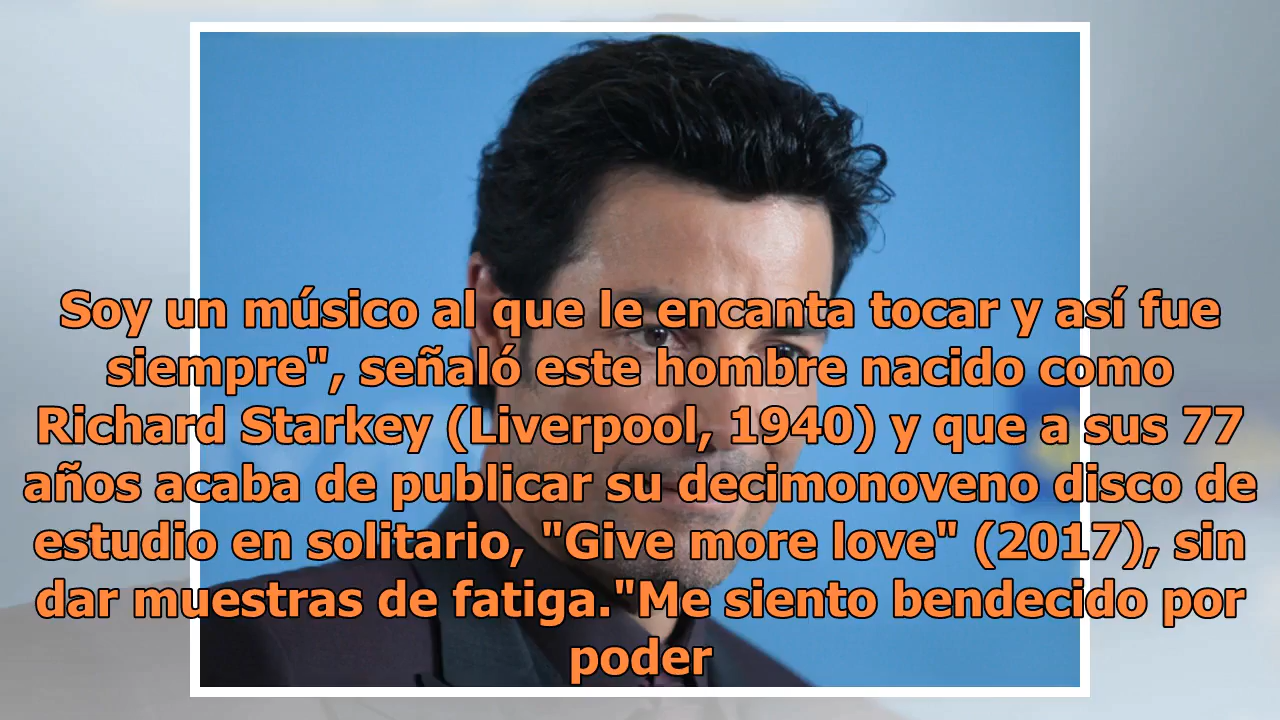 Soy un músico al que le encanta tocar y así fue
siempre", señaló este hombre nacido como
Richard Starkey (Liverpool, 1940) y que a sus 77
años acaba de publicar su decimonoveno disco de
estudio en solitario, "Give more love" (2017), sin
dar muestras de fatiga."Me siento bendecido por
poder